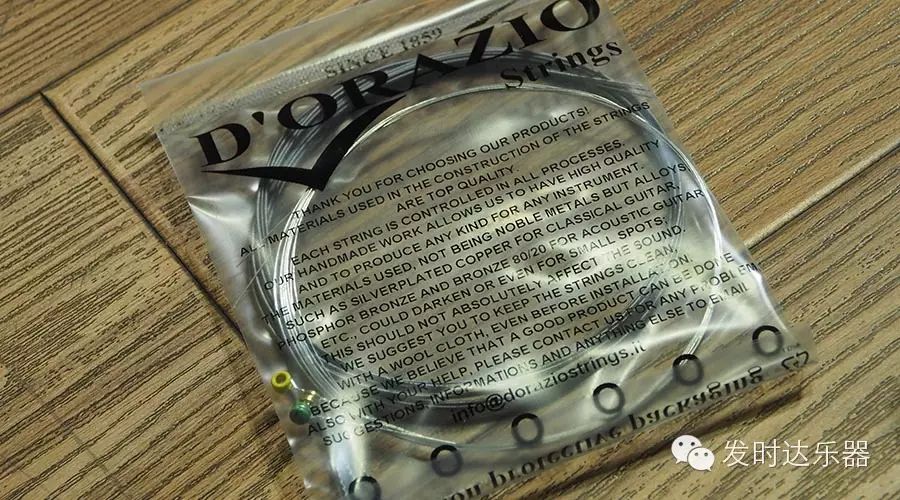 SINCE 1859
D'ORAZIO
Strings
THANK YOU FOR CHOOSING OUR PRODUCTS!
ALL MATERIALS USED IN THE CONSTRUCTION OF THE STRINGS
ARE TOP QUALITY.
EACH STRING IS CONTROLLED IN ALL PROCESSES.
OUR HANDMADE WORK ALLOWS US TO HAVE HIGH QUALITY
AND TO PRODUCE ANY KIND FOR ANY INSTRUMENT.
THE MATERIALS USED, NOT BEING NOBLE METALS BUT ALLOYS,
SUCH AS SILVERPLATED COPPER FOR CLASSICAL GUITAR,
PHOSPHOR BRONZE AND BRONZE 80/20 FOR ACOUSTIC GUITAR
ETC., COULD DARKEN OR EVEN FOR SMALL SPOTS.
THIS SHOULD NOT ABSOLUTELY AFFECT THE SOUND.
WE SUGGEST YOU TO KEEP THE STRINGS CLEAN
WITH A WOOL CLOTH, EVEN BEFORE INSTALLATION.
BECAUSE WE BELIEVE THAT A GOOD PRODUCT CAN BE DONE
ALSO WITH YOUR HELP, PLEASE CONTACT US FOR ANY PROBLEM
SUGGESTIONS, INFORMATIONS AND ANYTHING ELSE TO EMAIL
info@doraziostrings.it
protective packaging
发时达乐器